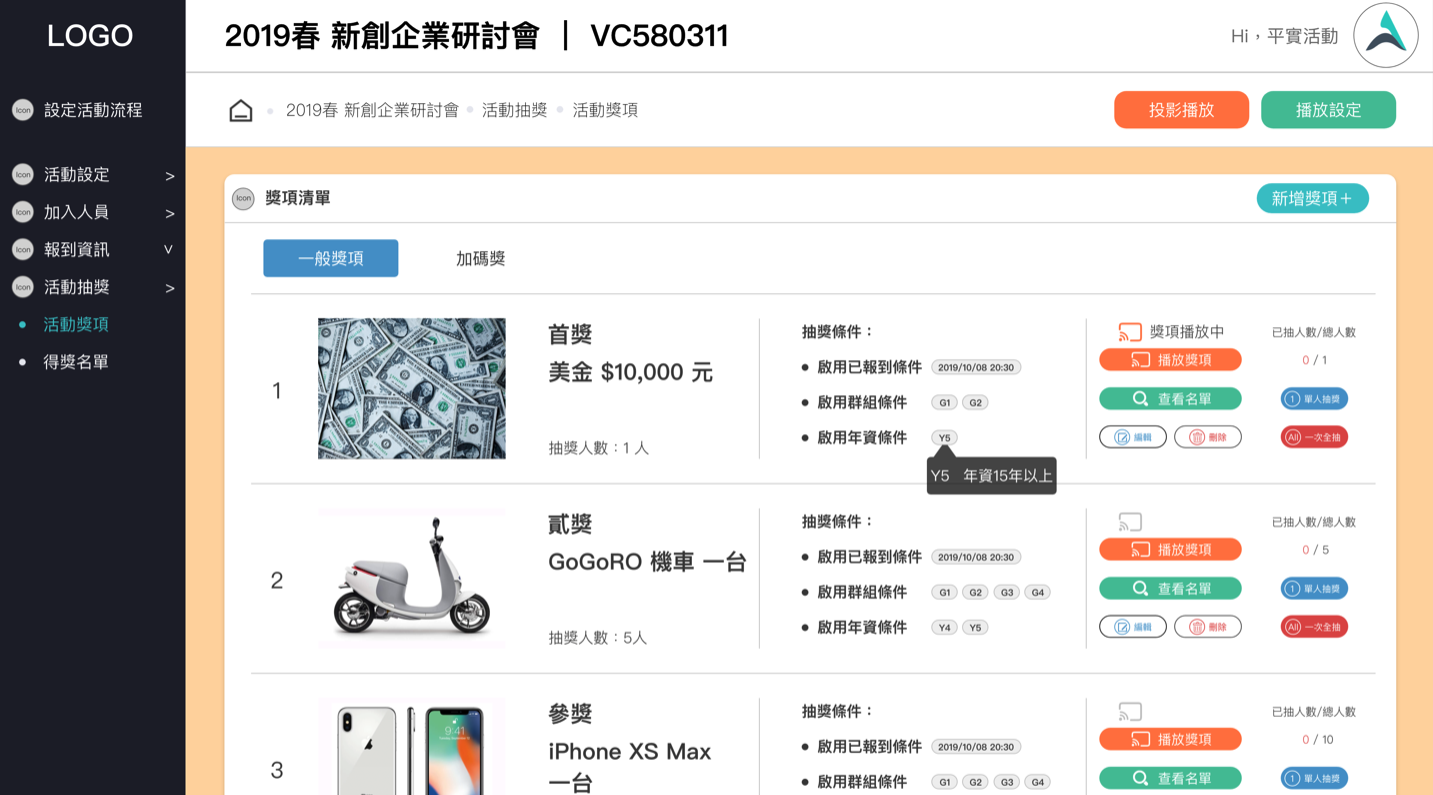 LOGO
2019春 新創企業研討會 | VC580311
Hi，平實活動
Icon 設定活動流程
Icon 活動設定 >
Icon 加入人員 >
Icon 報到資訊 v
Icon 活動抽獎 >
• 活動獎項
• 得獎名單
2019春 新創企業研討會 • 活動抽獎 • 活動獎項
投影播放
播放設定
Icon 獎項清單
新增獎項＋
一般獎項
加碼獎
1
首獎
美金 $10,000 元
抽獎人數：1 人
抽獎條件：
• 啟用已報到條件 2019/10/08 20:30
• 啟用群組條件 G1 G2
• 啟用年資條件 Y5
Y5 年資15年以上
獎項播放中
播放獎項
查看名單
編輯 刪除
已抽人數/總人數
0 / 1
1 單人抽獎
All 一次全抽
2
貳獎
GoGoRO 機車 一台
抽獎人數：5人
抽獎條件：
• 啟用已報到條件 2019/10/08 20:30
• 啟用群組條件 G1 G2 G3 G4
• 啟用年資條件 Y4 Y5
播放獎項
查看名單
編輯 刪除
已抽人數/總人數
0 / 5
1 單人抽獎
All 一次全抽
3
9:41
參獎
iPhone XS Max
一台
抽獎條件：
• 啟用已報到條件 2019/10/08 20:30
• 啟用群組條件 G1 G2 G3 G4
播放獎項
查看名單
已抽人數/總人數
0 / 10
1 單人抽獎